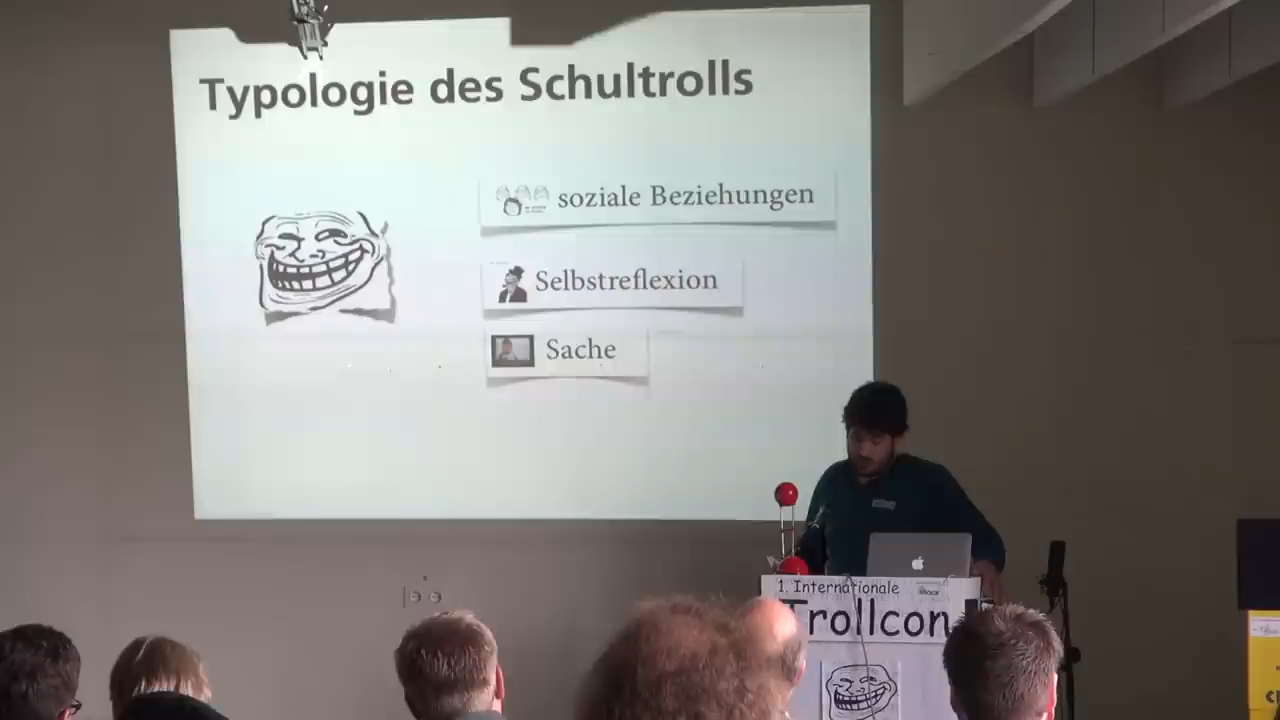 Typologie des Schultrolls
soziale Beziehungen
Selbstreflexion
Sache
1. Internationale
Trollcon